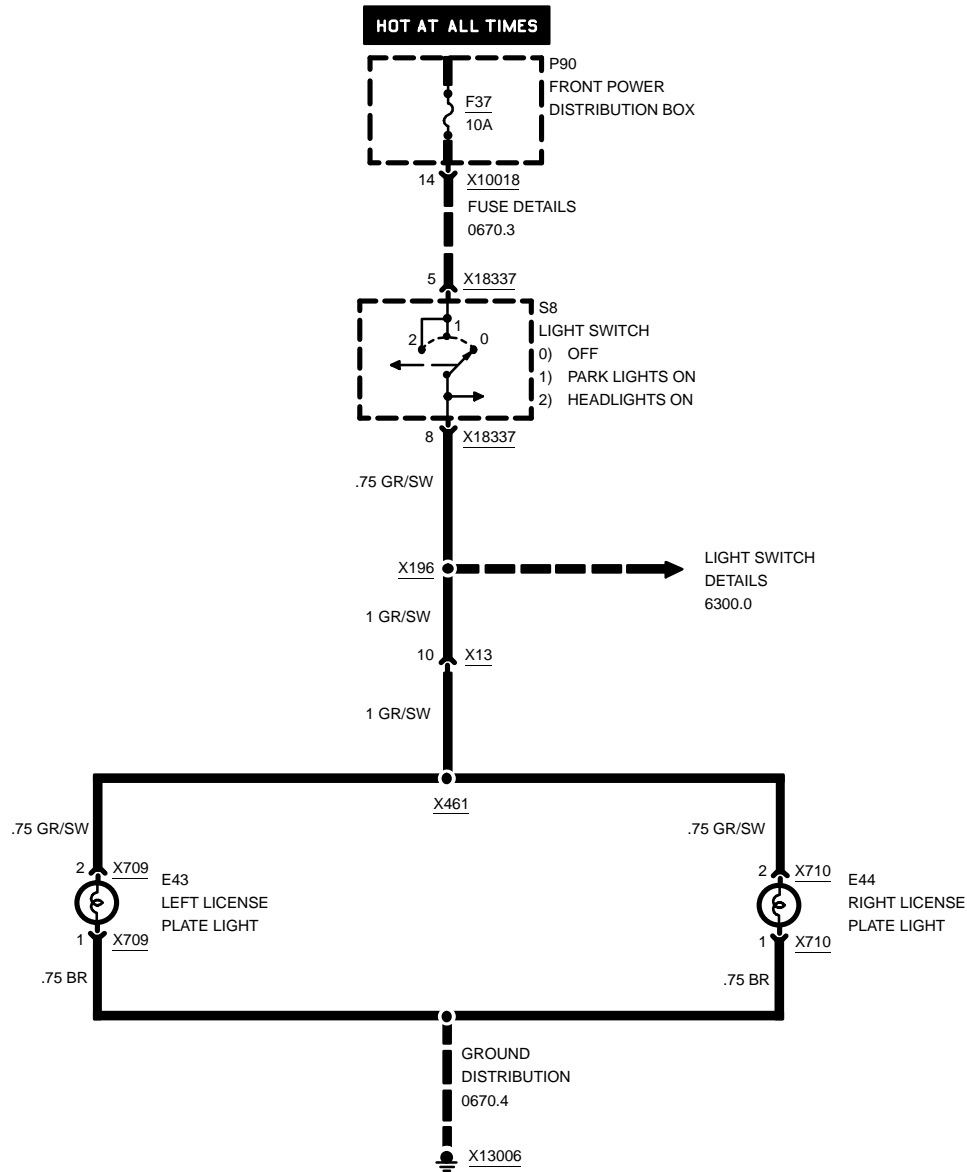 HOT AT ALL TIMES
P90
FRONT POWER
DISTRIBUTION BOX
F37
10A
14 X10018
FUSE DETAILS
0670.3
5 X18337
S8
LIGHT SWITCH
0) OFF
1) PARK LIGHTS ON
2) HEADLIGHTS ON
2 1 0
8 X18337
.75 GR/SW
X196
LIGHT SWITCH
DETAILS
6300.0
1 GR/SW
10 X13
1 GR/SW
X461
.75 GR/SW
.75 GR/SW
2 X709
E43
LEFT LICENSE
PLATE LIGHT
1 X709
2 X710
E44
RIGHT LICENSE
PLATE LIGHT
1 X710
.75 BR
.75 BR
GROUND
DISTRIBUTION
0670.4
X13006